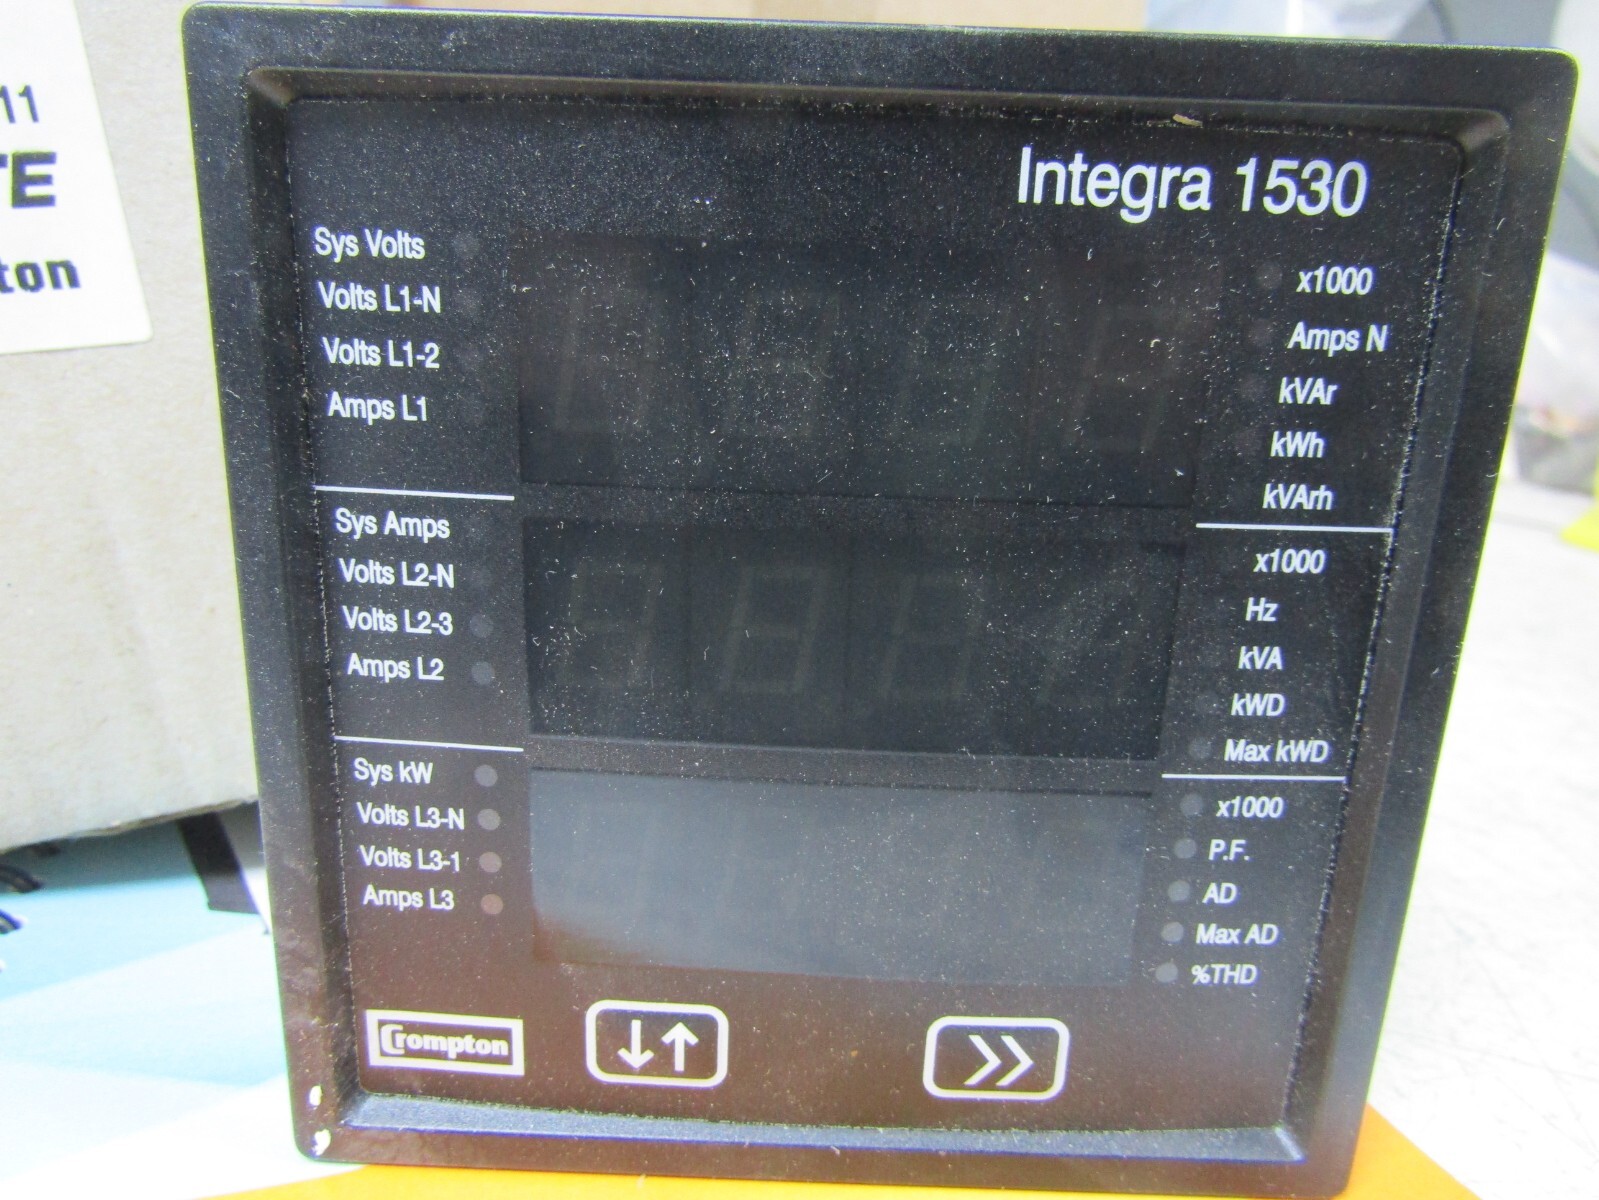 11
TE
ton
Integra 1530
Sys Volts
Volts L1-N
Volts L1-2
Amps L1
x1000
Amps N
kVAr
kWh
kVArh
Sys Amps
Volts L2-N
Volts L2-3
Amps L2
x1000
Hz
kVA
kWD
Max kWD
Sys kW
Volts L3-N
Volts L3-1
Amps L3
x1000
P.F.
AD
Max AD
%THD
Crompton